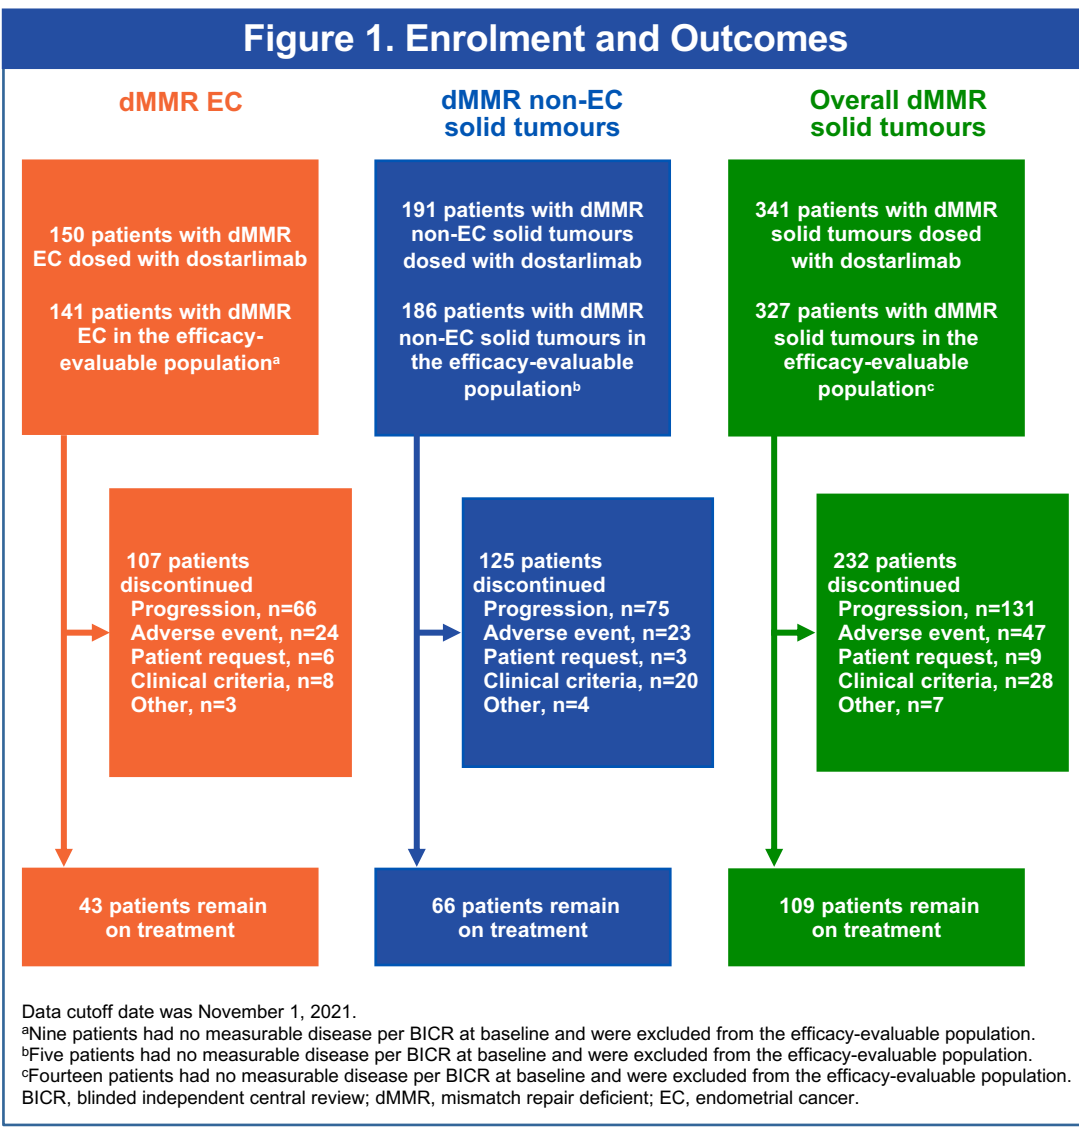 Figure 1. Enrolment and Outcomes
dMMR EC
150 patients with dMMR
EC dosed with dostarlimab
141 patients with dMMR
EC in the efficacy-
evaluable populationᵃ
107 patients
discontinued
Progression, n=66
Adverse event, n=24
Patient request, n=6
Clinical criteria, n=8
Other, n=3
43 patients remain
on treatment
dMMR non-EC
solid tumours
191 patients with dMMR
non-EC solid tumours
dosed with dostarlimab
186 patients with dMMR
non-EC solid tumours in
the efficacy-evaluable
populationᵇ
125 patients
discontinued
Progression, n=75
Adverse event, n=23
Patient request, n=3
Clinical criteria, n=20
Other, n=4
66 patients remain
on treatment
Overall dMMR
solid tumours
341 patients with dMMR
solid tumours dosed
with dostarlimab
327 patients with dMMR
solid tumours in the
efficacy-evaluable
populationᶜ
232 patients
discontinued
Progression, n=131
Adverse event, n=47
Patient request, n=9
Clinical criteria, n=28
Other, n=7
109 patients remain
on treatment
Data cutoff date was November 1, 2021.
ᵃNine patients had no measurable disease per BICR at baseline and were excluded from the efficacy-evaluable population.
ᵇFive patients had no measurable disease per BICR at baseline and were excluded from the efficacy-evaluable population.
ᶜFourteen patients had no measurable disease per BICR at baseline and were excluded from the efficacy-evaluable population.
BICR, blinded independent central review; dMMR, mismatch repair deficient; EC, endometrial cancer.